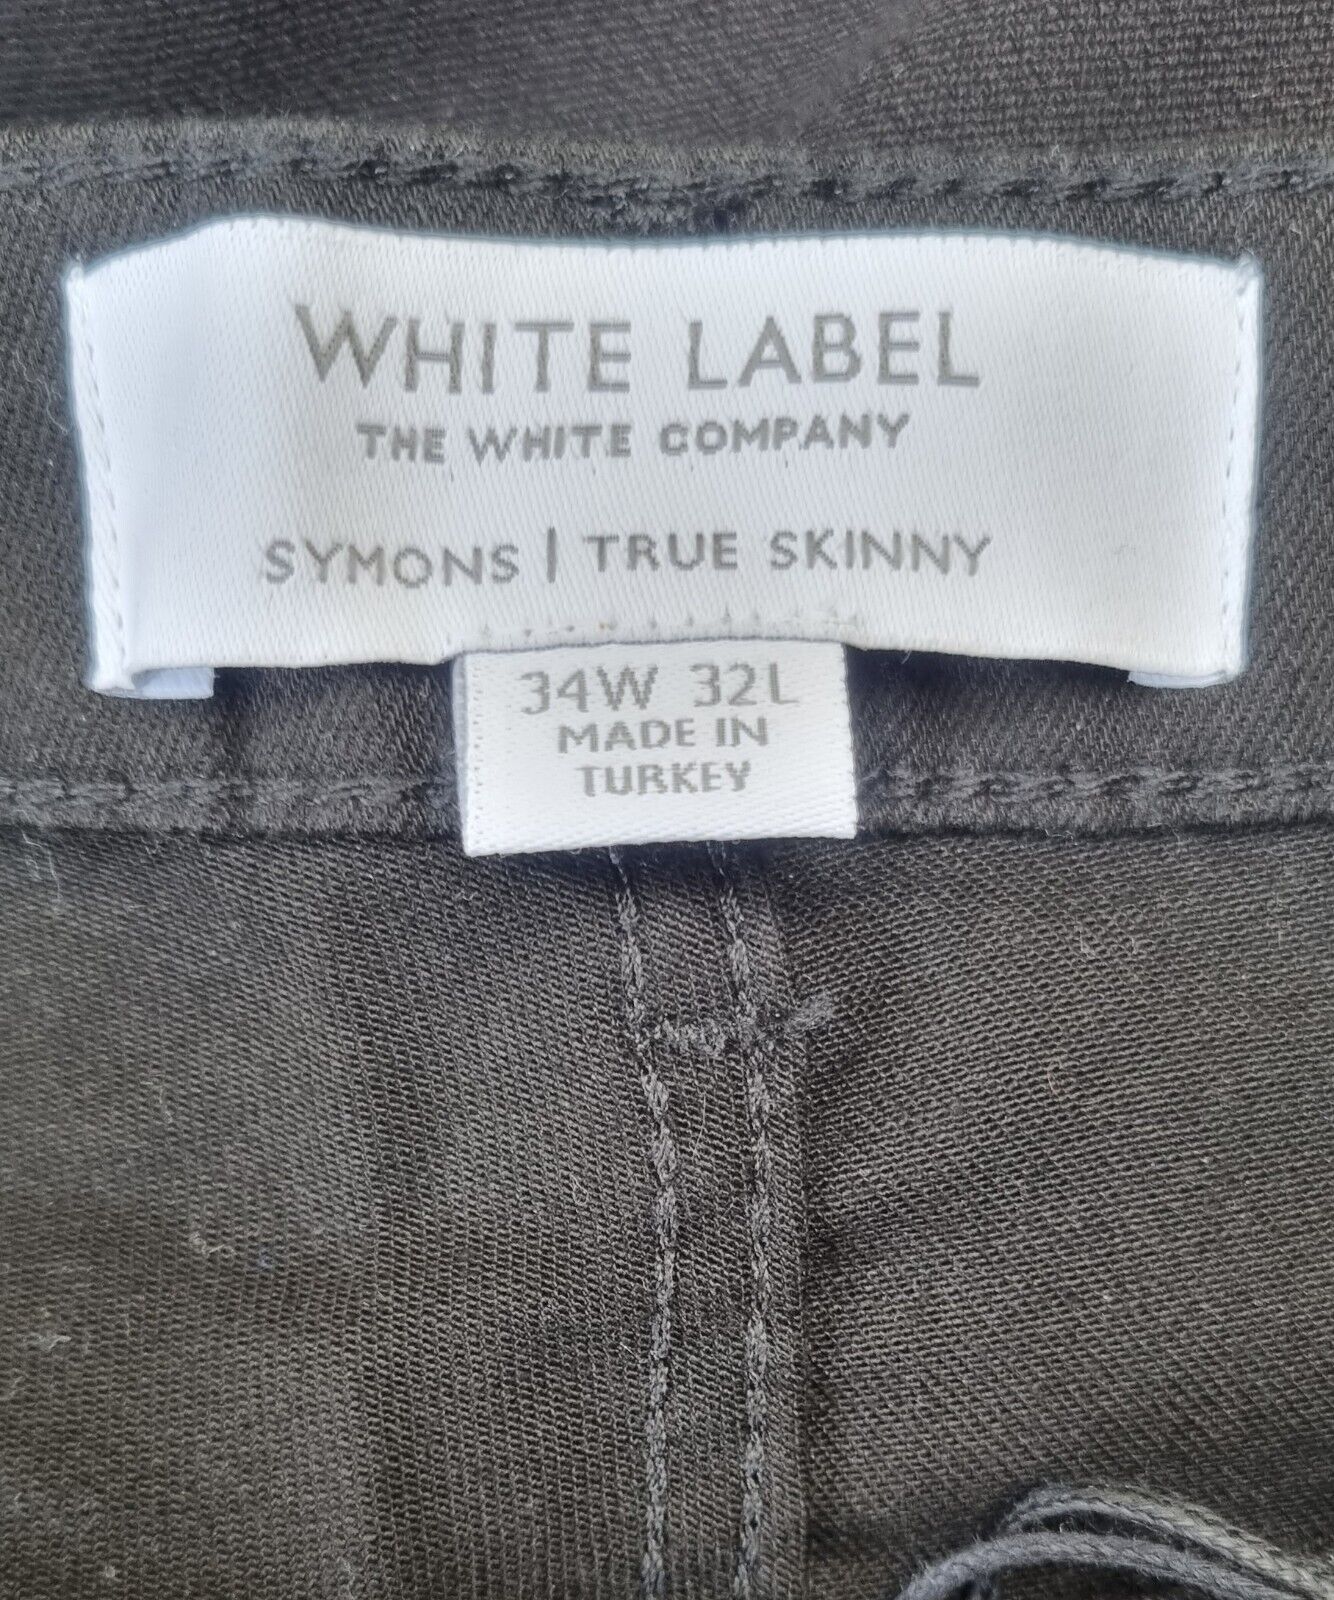 WHITE LABEL
THE WHITE COMPANY
SYMONS | TRUE SKINNY
34W 32L
MADE IN
TURKEY